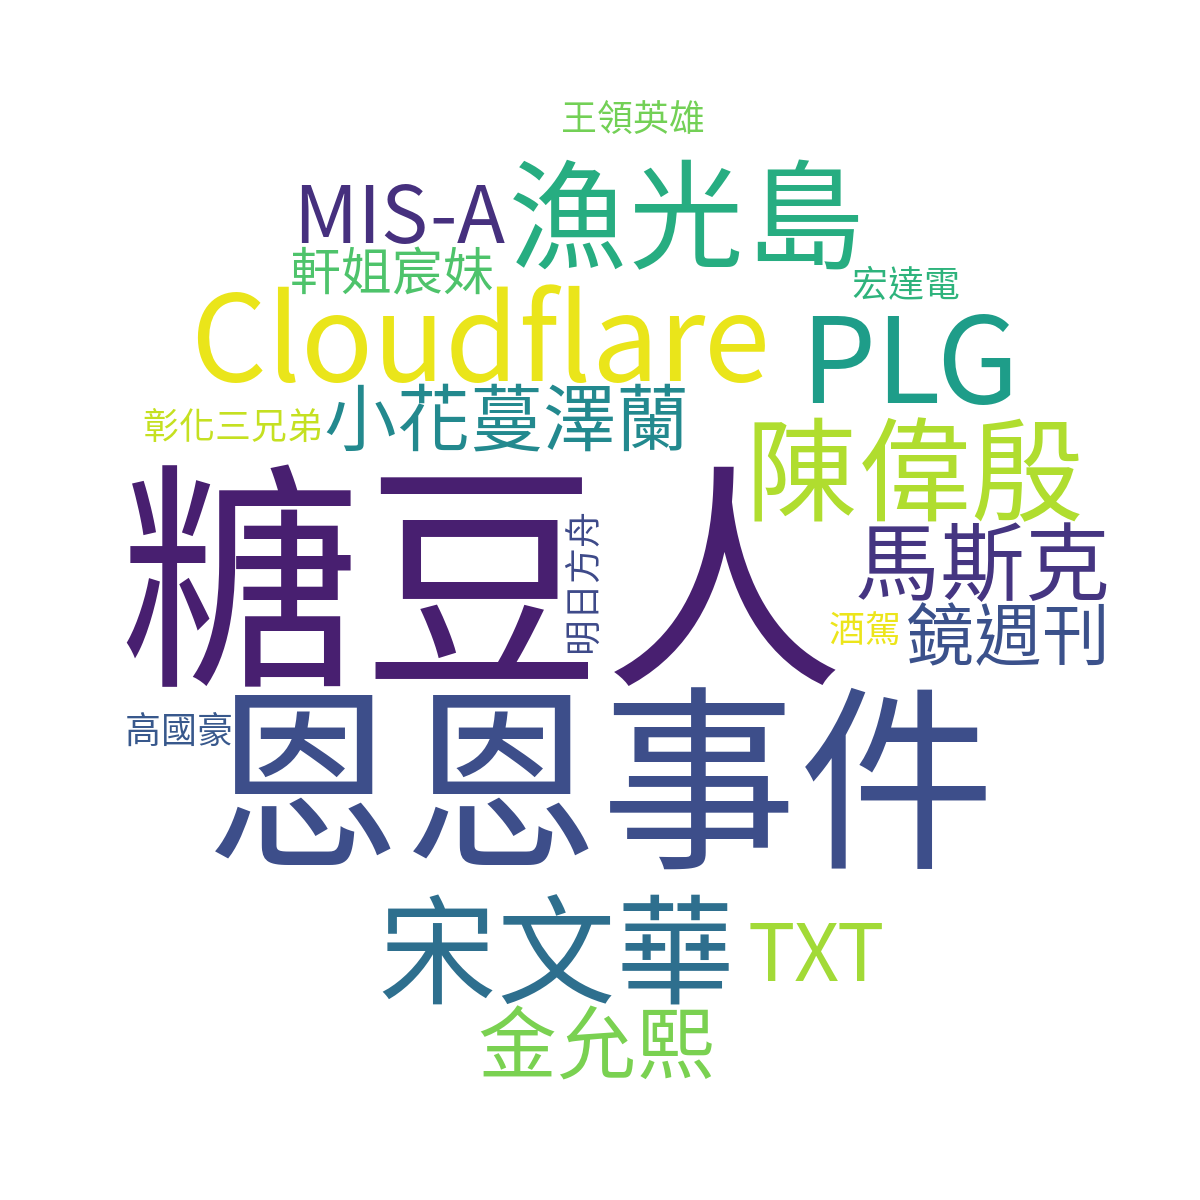 王領英雄
漁光島
MIS-A
軒姐宸妹
宏達電
Cloudflare
PLG
小花蔓澤蘭
彰化三兄弟
陳偉殷
糖豆人
明日方舟
馬斯克
酒駕
鏡週刊
恩恩事件
高國豪
宋文華
TXT
金允熙